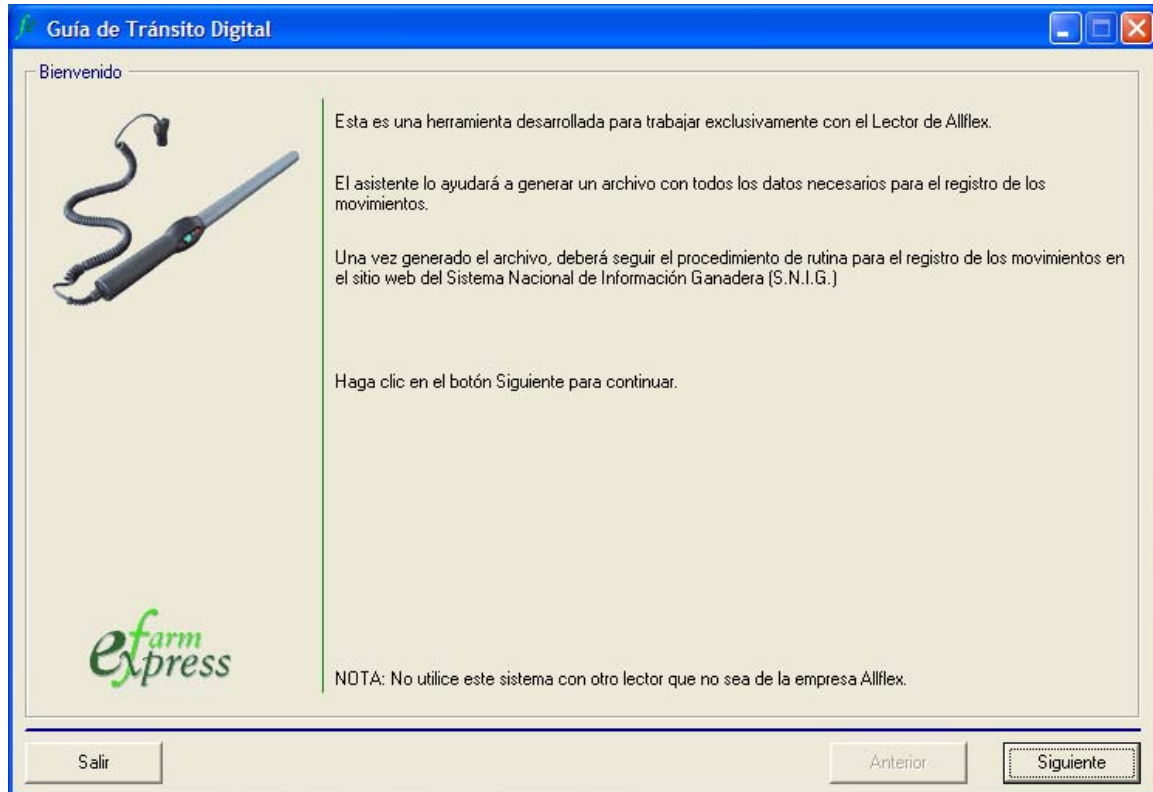 Guía de Tránsito Digital
Bienvenido
Esta es una herramienta desarrollada para trabajar exclusivamente con el Lector de Allflex.
El asistente lo ayudará a generar un archivo con todos los datos necesarios para el registro de los
movimientos.
Una vez generado el archivo, deberá seguir el procedimiento de rutina para el registro de los movimientos en
el sitio web del Sistema Nacional de Información Ganadera (S.N.I.G.)
Haga clic en el botón Siguiente para continuar.
farm
express
NOTA: No utilice este sistema con otro lector que no sea de la empresa Allflex.
Salir
Anterior
Siguiente